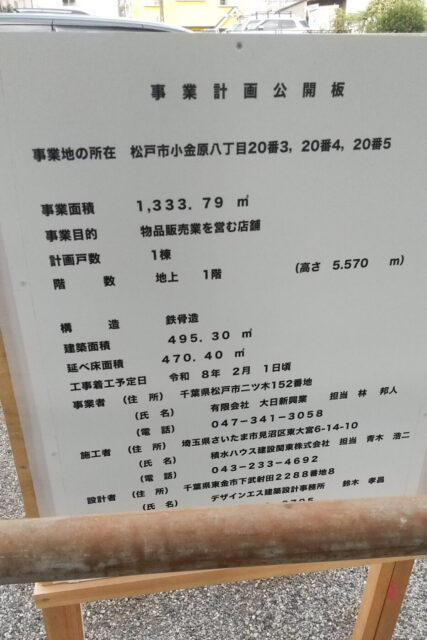 事業計画公開板
事業地の所在 松戸市小金原八丁目20番3, 20番4, 20番5
事業面積 1,333.79 ㎡
事業目的 物品販売業を営む店舗
計画戸数 1棟
階数 地上 1階 (高さ 5.570 m)
構造 鉄骨造
建築面積 495.30 ㎡
延べ床面積 470.40 ㎡
工事着工予定日 令和 8年 2月 1日頃
事業者 (住所) 千葉県松戸市二ツ木152番地
(氏名) 有限会社 大日新興業 担当 林 邦人
(電話) 047-341-3058
施工者 (住所) 埼玉県さいたま市見沼区東大宮6-14-10
(氏名) 積水ハウス建設関東株式会社 担当 青木 浩二
(電話) 043-233-4692
設計者 (住所) 千葉県東金市下武射田2288番地8
(氏名) デザインエス建築設計事務所 鈴木 孝昌